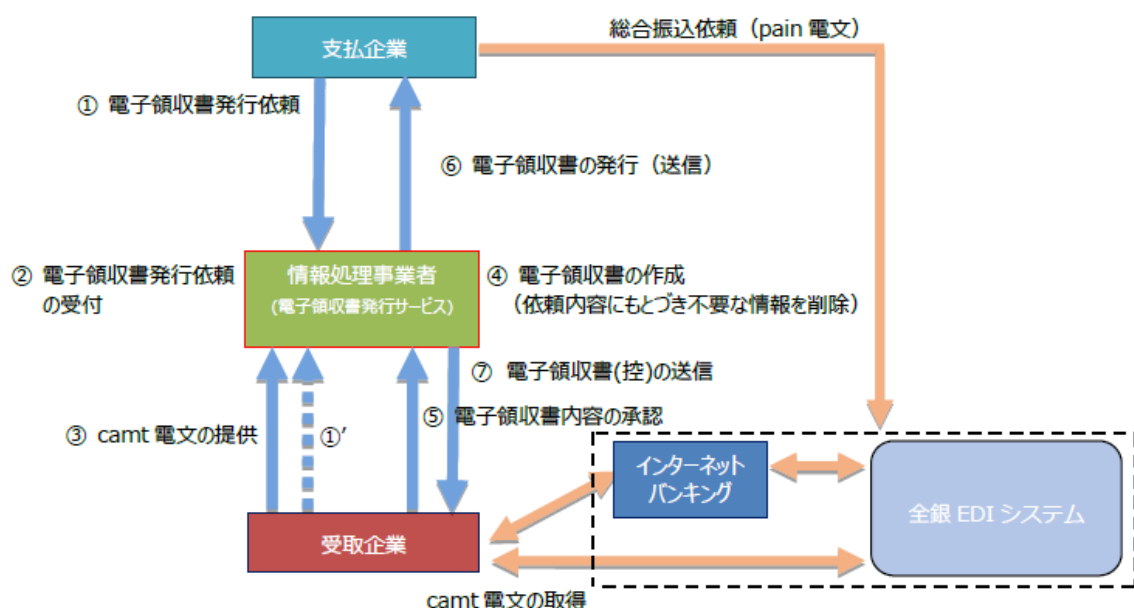 総合振込依頼（pain 電文）
支払企業
① 電子領収書発行依頼
⑥ 電子領収書の発行（送信）
② 電子領収書発行依頼
の受付
情報処理事業者
(電子領収書発行サービス)
④ 電子領収書の作成
（依頼内容にもとづき不要な情報を削除）
⑦ 電子領収書(控)の送信
⑤ 電子領収書内容の承認
③ camt 電文の提供
①′
インターネット
バンキング
全銀 EDI システム
受取企業
camt 電文の取得